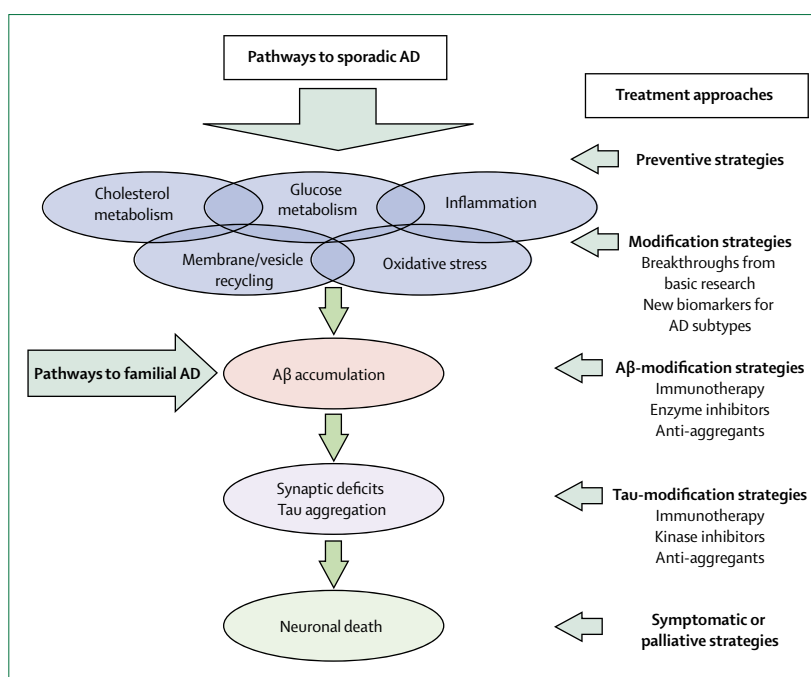 Pathways to sporadic AD
Treatment approaches
Preventive strategies
Cholesterol
metabolism
Glucose
metabolism
Inflammation
Membrane/vesicle
recycling
Oxidative stress
Modification strategies
Breakthroughs from
basic research
New biomarkers for
AD subtypes
Pathways to familial AD
Aβ accumulation
Aβ-modification strategies
Immunotherapy
Enzyme inhibitors
Anti-aggregants
Synaptic deficits
Tau aggregation
Tau-modification strategies
Immunotherapy
Kinase inhibitors
Anti-aggregants
Neuronal death
Symptomatic or
palliative strategies